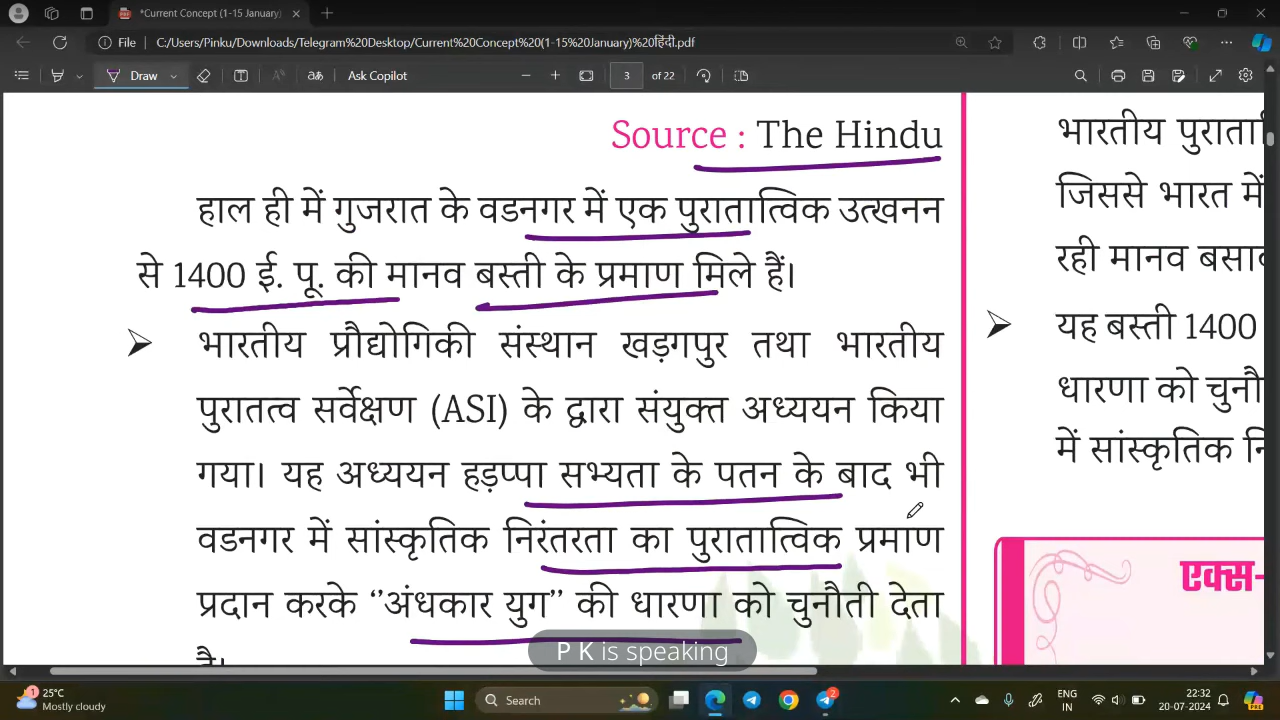 *Current Concept (1-15 January)
File C:/Users/Pinku/Downloads/Telegram%20Desktop/Current%20Concept%20(1-15%20January)%20हिंदी.pdf
Draw Ask Copilot 3 of 22
Source : The Hindu
हाल ही में गुजरात के वडनगर में एक पुरातात्विक उत्खनन
से 1400 ई. पू. की मानव बस्ती के प्रमाण मिले हैं।
➢ भारतीय प्रौद्योगिकी संस्थान खड़गपुर तथा भारतीय
पुरातत्व सर्वेक्षण (ASI) के द्वारा संयुक्त अध्ययन किया
गया। यह अध्ययन हड़प्पा सभ्यता के पतन के बाद भी
वडनगर में सांस्कृतिक निरंतरता का पुरातात्विक प्रमाण
प्रदान करके ‘‘अंधकार युग’’ की धारणा को चुनौती देता
है।
भारतीय
जिससे भारत में
रही मानव
➢ यह बस्ती 1400
धारणा को
में सांस्कृतिक
एक्स-
P K is speaking
25°C
Mostly cloudy
Search
ENG
IN
22:32
20-07-2024